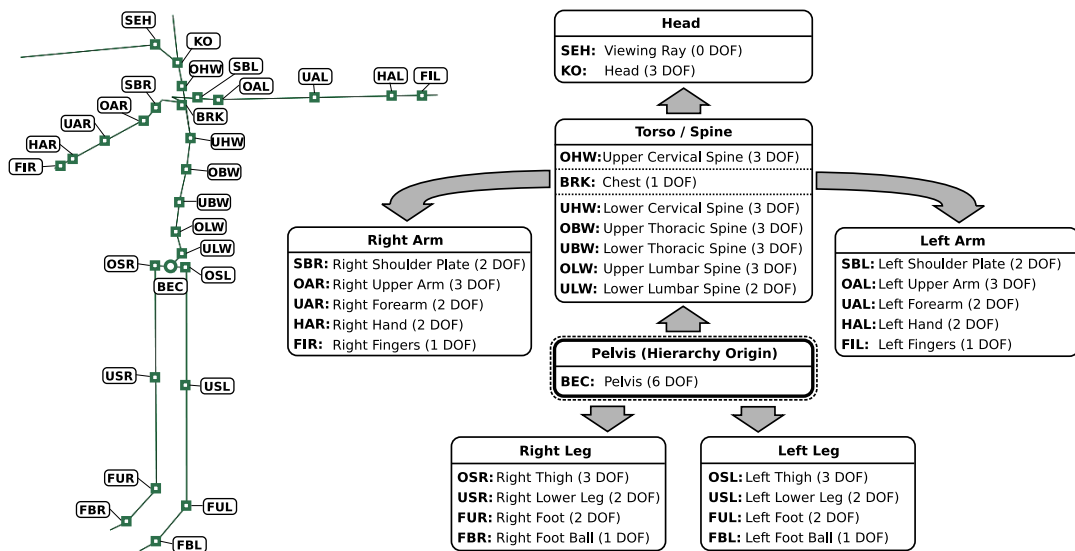 SEH
KO
OHW
SBL
UAL
HAL
FIL
SBR
OAL
OAR
BRK
UAR
UHW
HAR
FIR
OBW
UBW
OLW
ULW
OSR
OSL
BEC
USR
USL
FUR
FBR
FUL
FBL
Head
SEH: Viewing Ray (0 DOF)
KO: Head (3 DOF)
Torso / Spine
OHW: Upper Cervical Spine (3 DOF)
BRK: Chest (1 DOF)
UHW: Lower Cervical Spine (3 DOF)
OBW: Upper Thoracic Spine (3 DOF)
UBW: Lower Thoracic Spine (3 DOF)
OLW: Upper Lumbar Spine (3 DOF)
ULW: Lower Lumbar Spine (2 DOF)
Right Arm
SBR: Right Shoulder Plate (2 DOF)
OAR: Right Upper Arm (3 DOF)
UAR: Right Forearm (2 DOF)
HAR: Right Hand (2 DOF)
FIR: Right Fingers (1 DOF)
Left Arm
SBL: Left Shoulder Plate (2 DOF)
OAL: Left Upper Arm (3 DOF)
UAL: Left Forearm (2 DOF)
HAL: Left Hand (2 DOF)
FIL: Left Fingers (1 DOF)
Pelvis (Hierarchy Origin)
BEC: Pelvis (6 DOF)
Right Leg
OSR: Right Thigh (3 DOF)
USR: Right Lower Leg (2 DOF)
FUR: Right Foot (2 DOF)
FBR: Right Foot Ball (1 DOF)
Left Leg
OSL: Left Thigh (3 DOF)
USL: Left Lower Leg (2 DOF)
FUL: Left Foot (2 DOF)
FBL: Left Foot Ball (1 DOF)